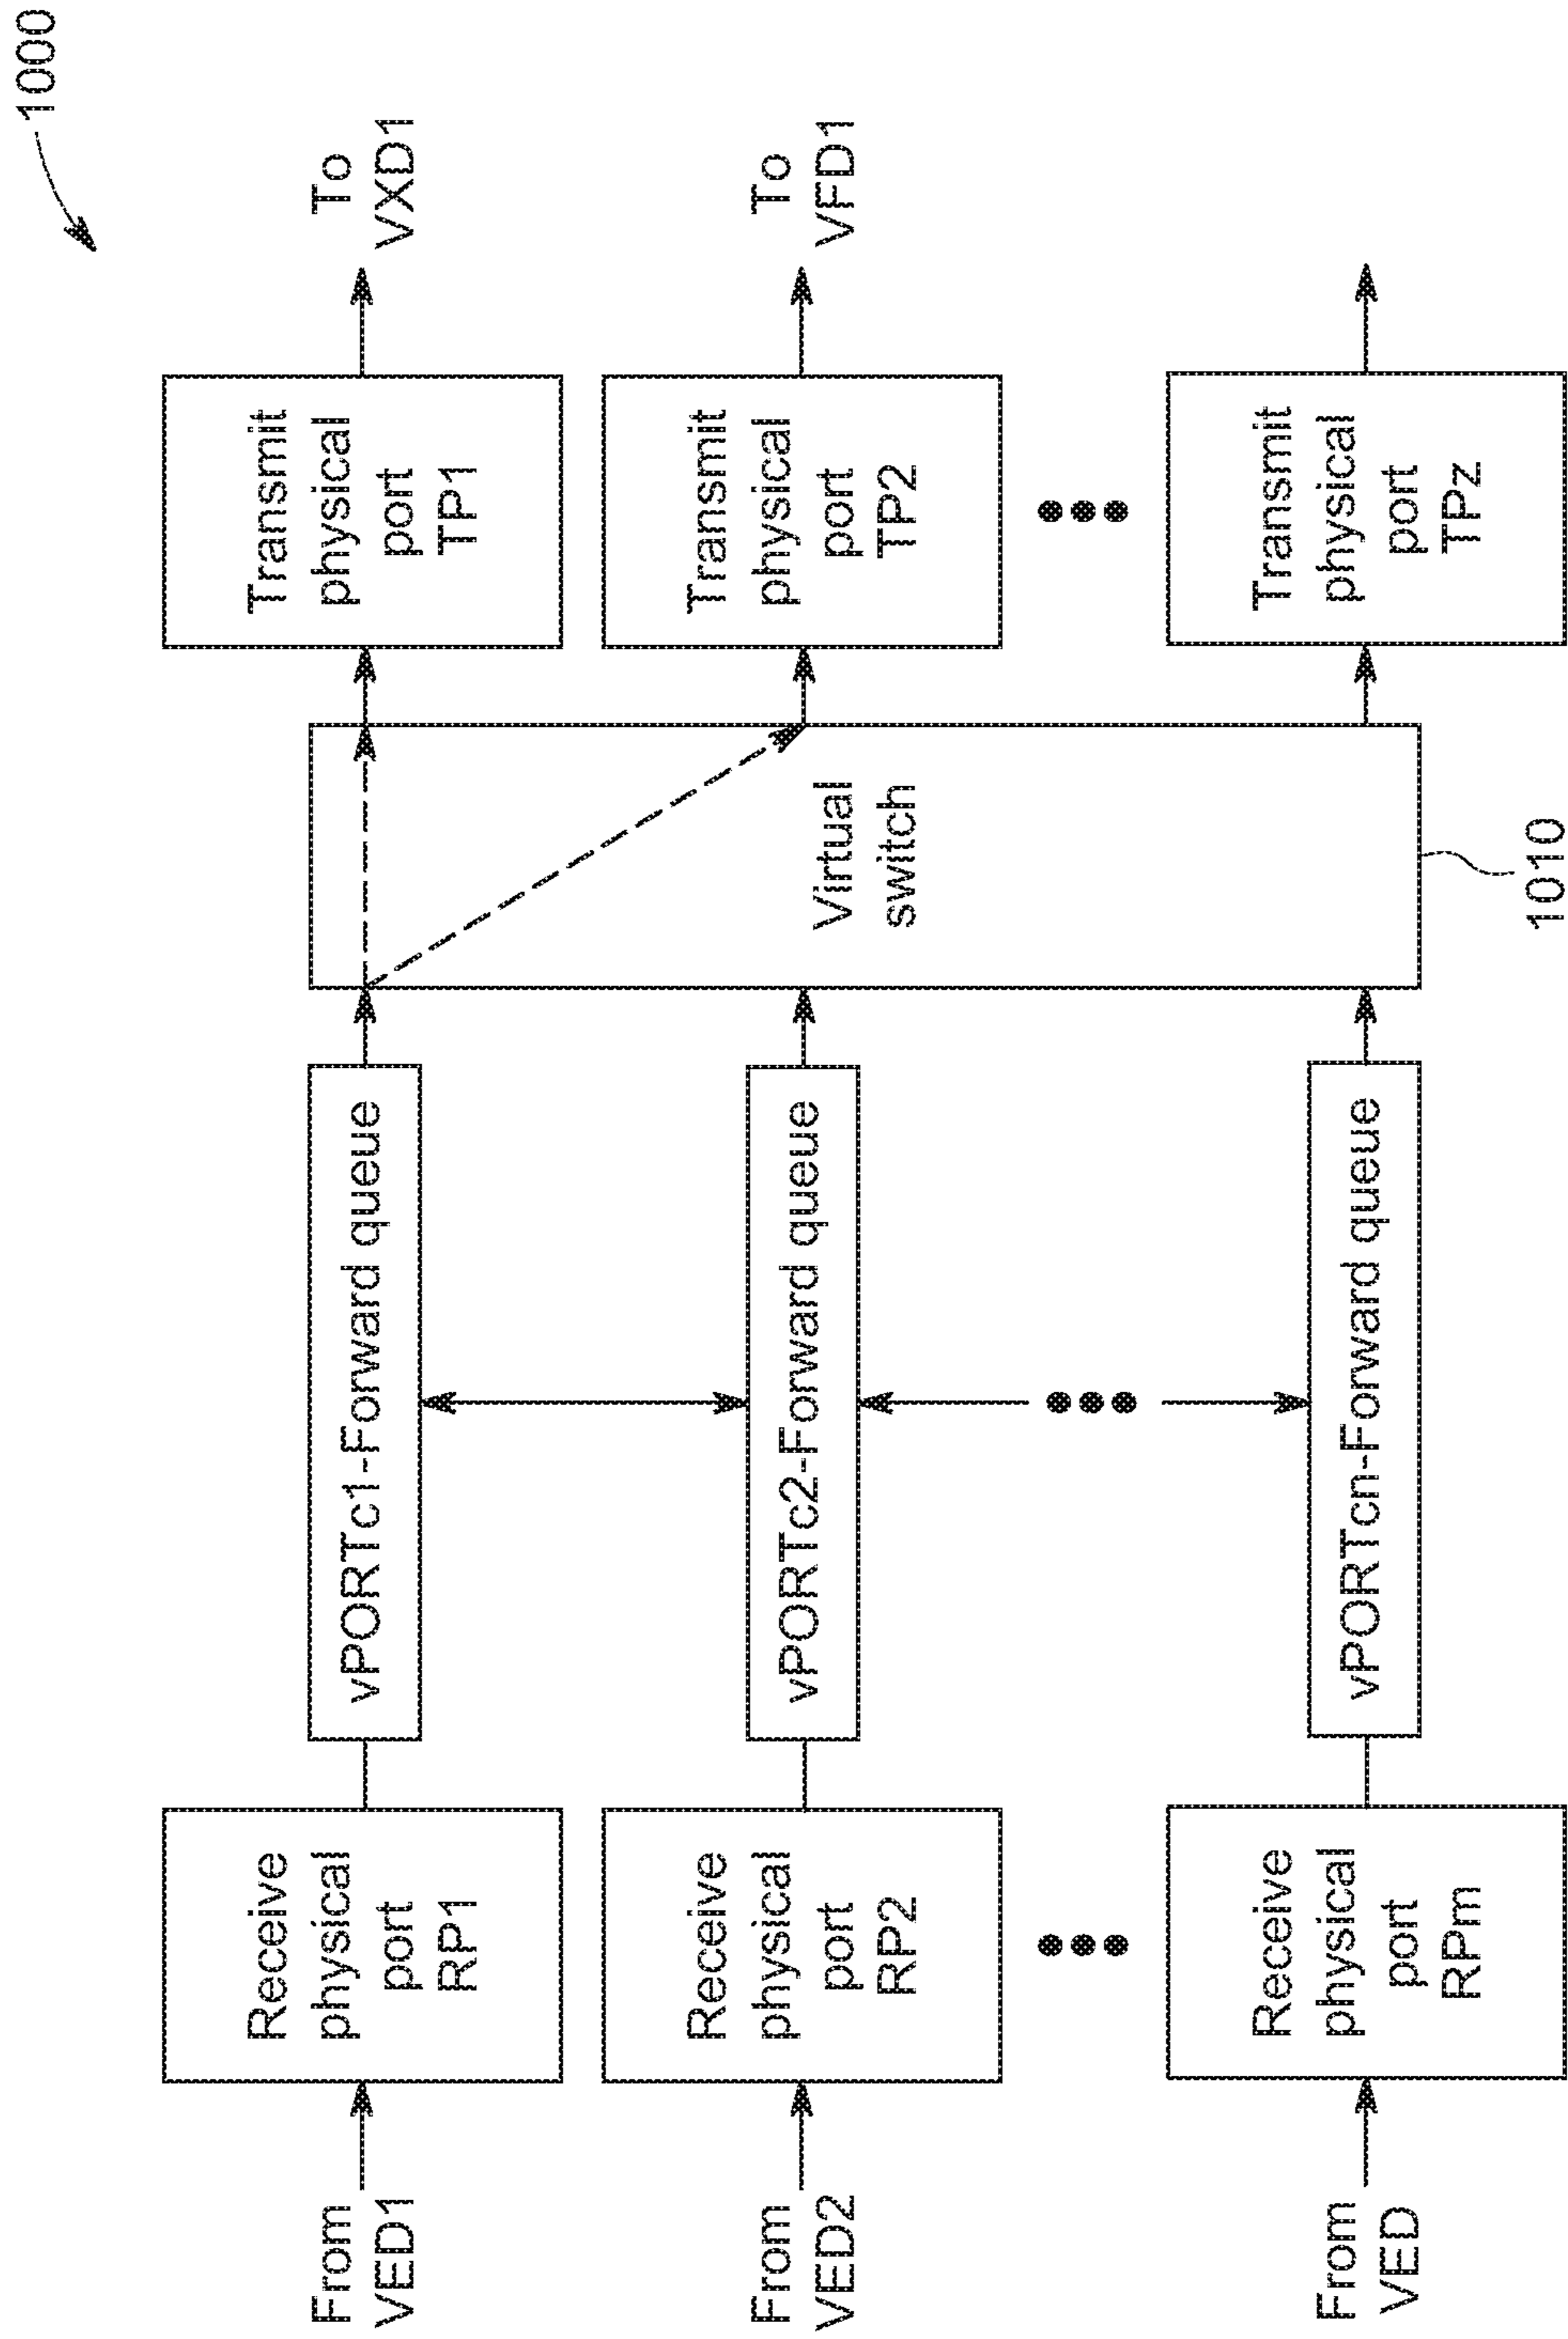 1000
From
VED1
Receive
physical
port
RP1
vPORTc1-Forward queue
Transmit
physical
port
TP1
To
VXD1
From
VED2
Receive
physical
port
RP2
vPORTc2-Forward queue
Virtual
switch
Transmit
physical
port
TP2
To
VFD1
From
VED
Receive
physical
port
RPm
vPORTcn-Forward queue
Transmit
physical
port
TPz
1010